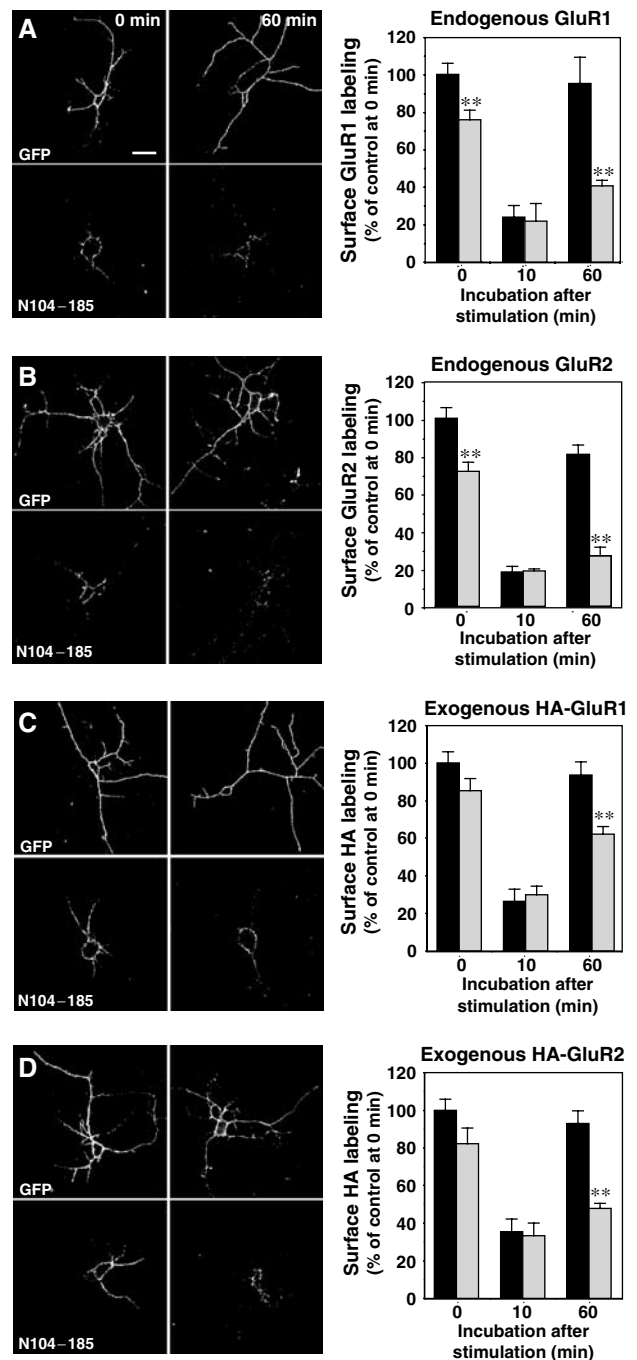 A
0 min
60 min
GFP
N104–185
Endogenous GluR1
Surface GluR1 labeling
(% of control at 0 min)
120
100
80
60
40
20
0
**
**
0 10 60
Incubation after
stimulation (min)
B
GFP
N104–185
Endogenous GluR2
Surface GluR2 labeling
(% of control at 0 min)
120
100
80
60
40
20
0
**
**
0 10 60
Incubation after
stimulation (min)
C
GFP
N104–185
Exogenous HA-GluR1
Surface HA labeling
(% of control at 0 min)
120
100
80
60
40
20
0
**
0 10 60
Incubation after
stimulation (min)
D
GFP
N104–185
Exogenous HA-GluR2
Surface HA labeling
(% of control at 0 min)
120
100
80
60
40
20
0
**
0 10 60
Incubation after
stimulation (min)